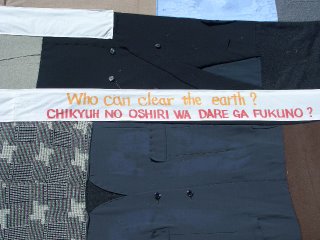 Who can clear the earth?
CHIKYUH NO OSHIRI WA DARE GA FUKUNO?